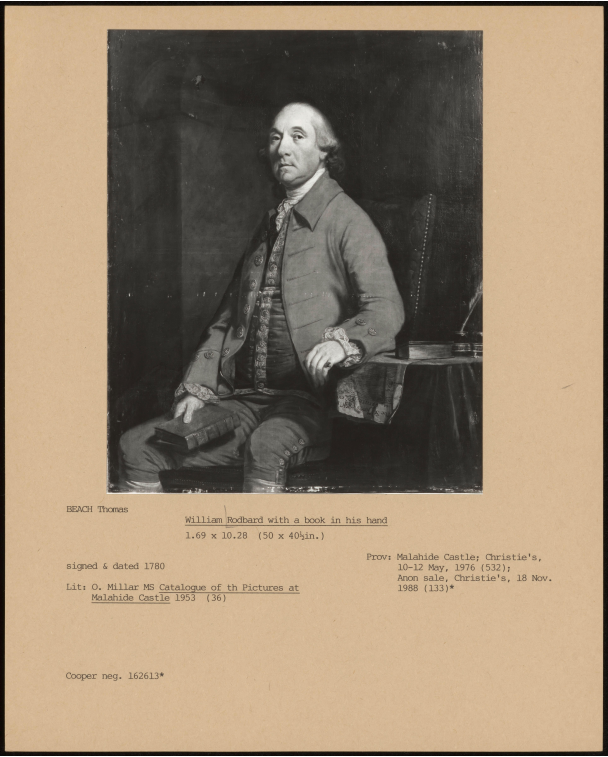 BEACH Thomas
William Rodbard with a book in his hand
1.69 x 10.28 (50 x 40½in.)
Prov: Malahide Castle; Christie's,
10-12 May, 1976 (532);
Anon sale, Christie's, 18 Nov.
1988 (133)*
signed & dated 1780
Lit: O. Millar MS Catalogue of th Pictures at
Malahide Castle 1953 (36)
Cooper neg. 162613*